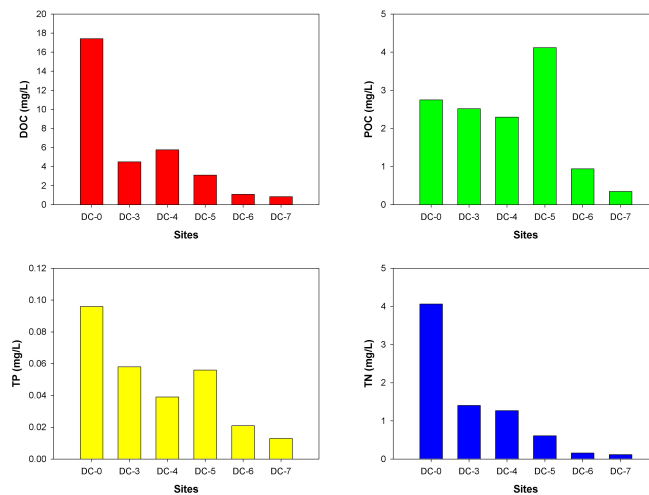 DOC (mg/L)
20
18
16
14
12
10
8
6
4
2
0
DC-0 DC-3 DC-4 DC-5 DC-6 DC-7
Sites
POC (mg/L)
5
4
3
2
1
0
DC-0 DC-3 DC-4 DC-5 DC-6 DC-7
Sites
TP (mg/L)
0.12
0.10
0.08
0.06
0.04
0.02
0.00
DC-0 DC-3 DC-4 DC-5 DC-6 DC-7
Sites
TN (mg/L)
5
4
3
2
1
0
DC-0 DC-3 DC-4 DC-5 DC-6 DC-7
Sites